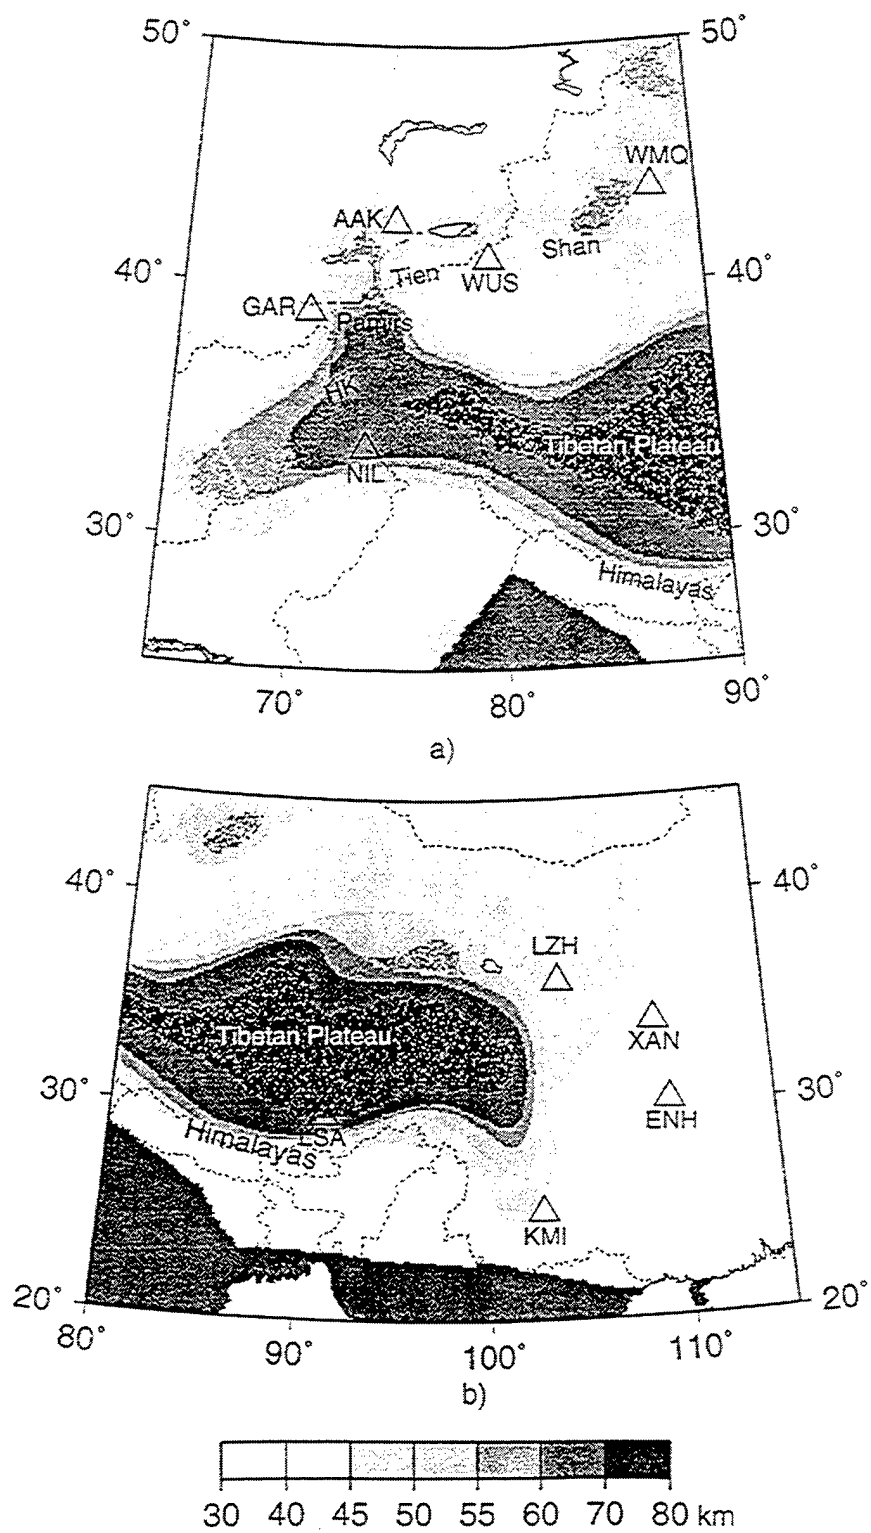 50° 50°
WMQ
AAK
Shan
40° Tien 40°
WUS
GAR
Pamirs
HK
Tibetan Plateau
NIL
30° 30°
Himalayas
70° 80° 90°
a)
40° 40°
LZH
XAN
Tibetan Plateau
30° 30°
ENH
Himalayas
LSA
KMI
20° 20°
80° 90° 100° 110°
b)
30 40 45 50 55 60 70 80 km